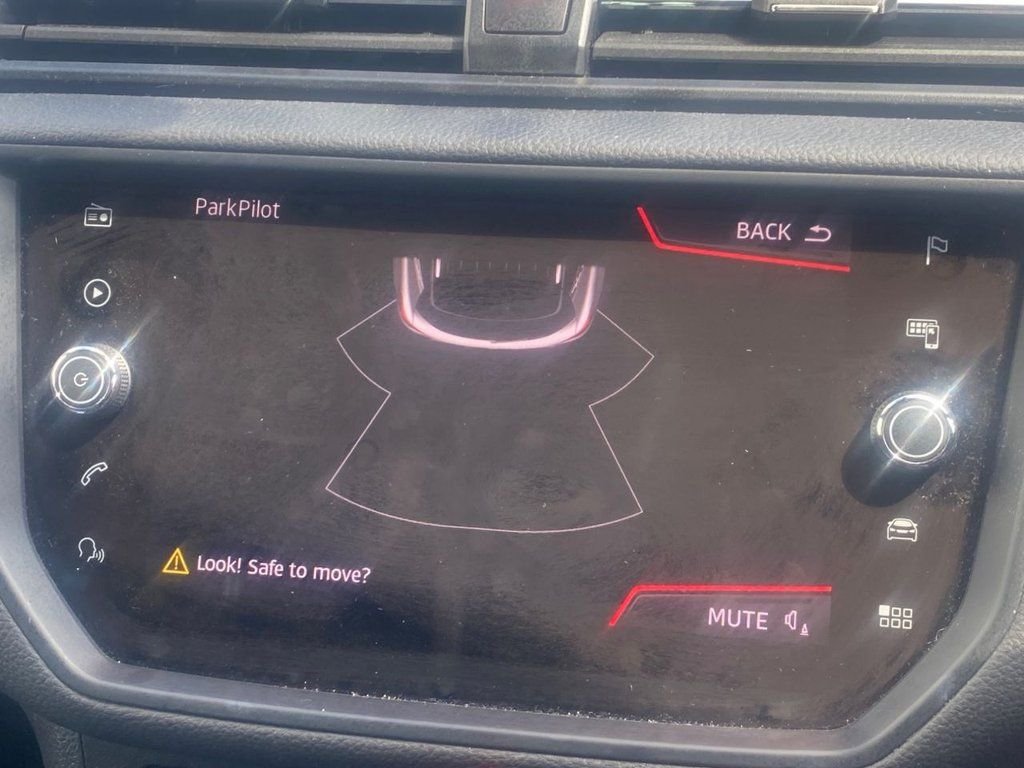 ParkPilot
BACK
Look! Safe to move?
MUTE